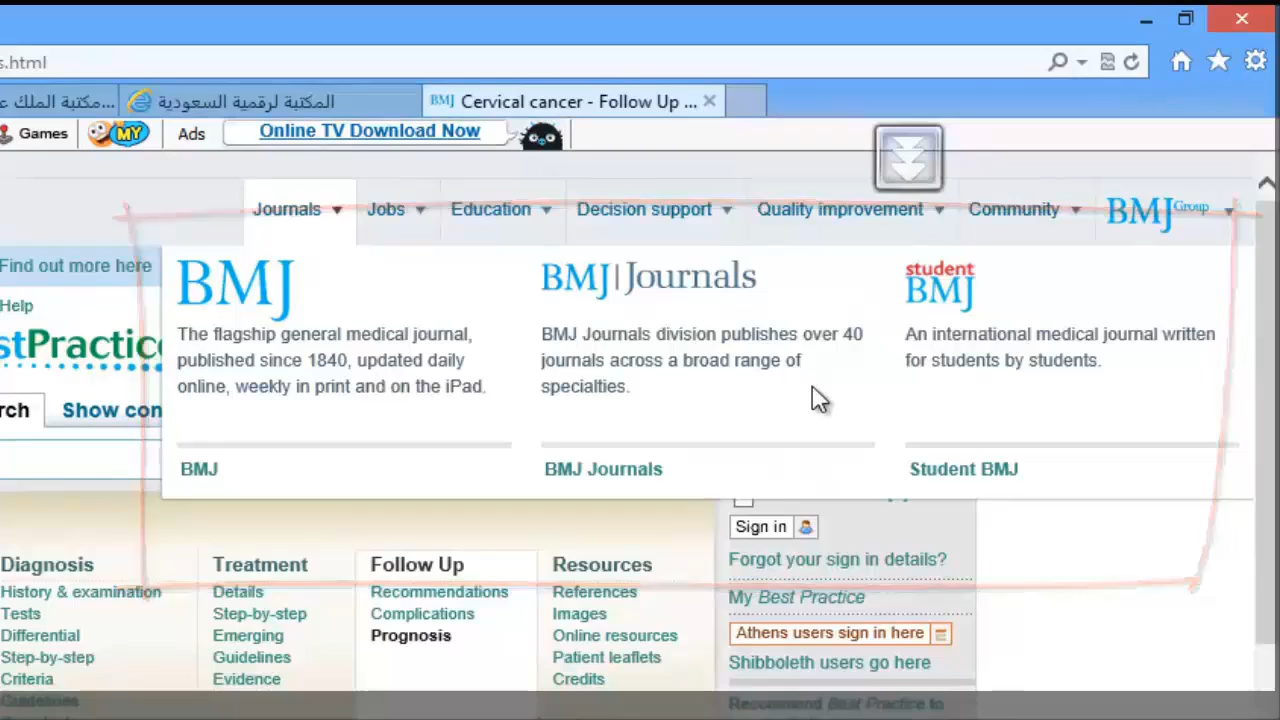 s.html
مكتبة الملك ع...
المكتبة لرقمية السعودية
BMJ Cervical cancer - Follow Up ...
Games
MY
Ads
Online TV Download Now
Journals
Jobs
Education
Decision support
Quality improvement
Community
BMJ Group
Find out more here
Help
stPractice
rch
Show con
BMJ
The flagship general medical journal,
published since 1840, updated daily
online, weekly in print and on the iPad.
BMJ
BMJ|Journals
BMJ Journals division publishes over 40
journals across a broad range of
specialties.
BMJ Journals
student
BMJ
An international medical journal written
for students by students.
Student BMJ
Sign in
Forgot your sign in details?
My Best Practice
Athens users sign in here
Shibboleth users go here
Recommend Best Practice to
Diagnosis
History & examination
Tests
Differential
Step-by-step
Criteria
Guidelines
Treatment
Details
Step-by-step
Emerging
Guidelines
Evidence
Follow Up
Recommendations
Complications
Prognosis
Resources
References
Images
Online resources
Patient leaflets
Credits